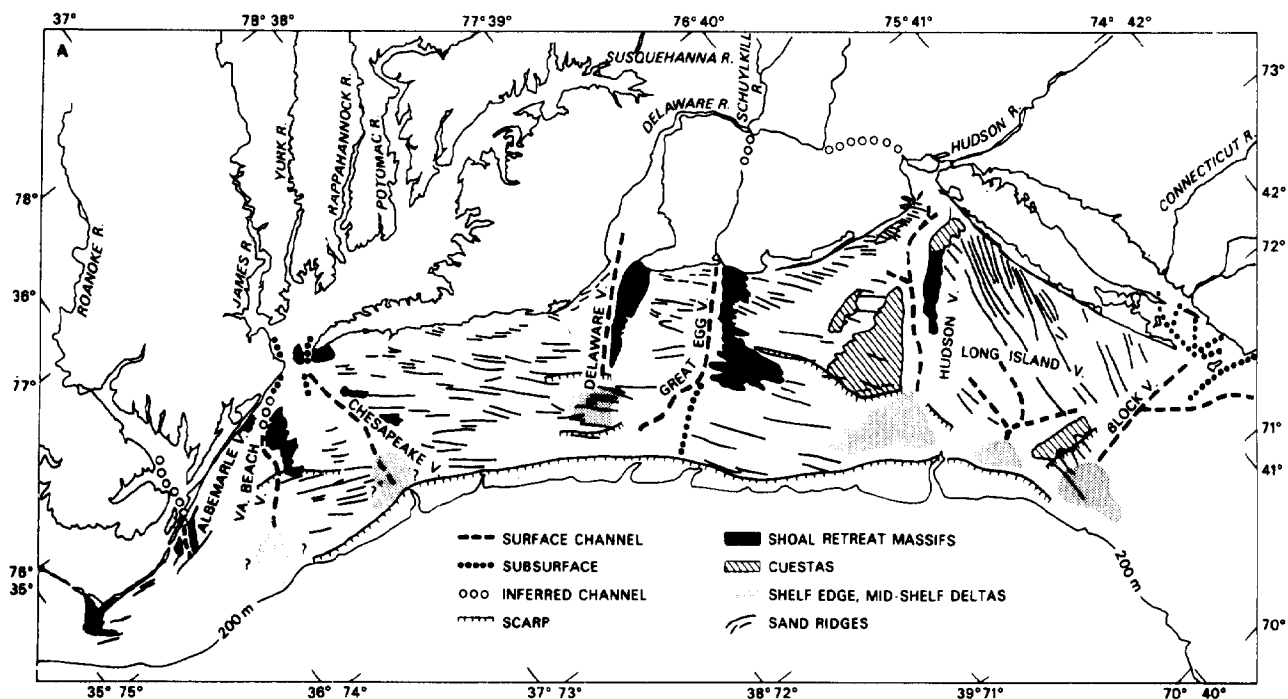 37° 78° 38° 77°39 76°40' 75°41' 74° 42°
A
73°
SUSQUEHANNA R.
SCHUYLKILL R.
DELAWARE R.
HUDSON R.
CONNECTICUT R.
YORK R.
RAPPAHANNOCK R.
POTOMAC R.
JAMES R.
ROANOKE R.
78°
42°
72°
36°
77°
DELAWARE V.
GREAT EGG V.
HUDSON V.
LONG ISLAND V.
BLOCK V.
CHESAPEAKE V.
ALBEMARLE V.
VA. BEACH V.
71°
41°
? ?
? ?
SURFACE CHANNEL
SUBSURFACE
INFERRED CHANNEL
SCARP
SHOAL RETREAT MASSIFS
CUESTAS
SHELF EDGE, MID-SHELF DELTAS
SAND RIDGES
76°
35°
200 m
200 m
70°
35° 75° 36° 74° 37° 73° 38°72° 39°71° 70° 40°